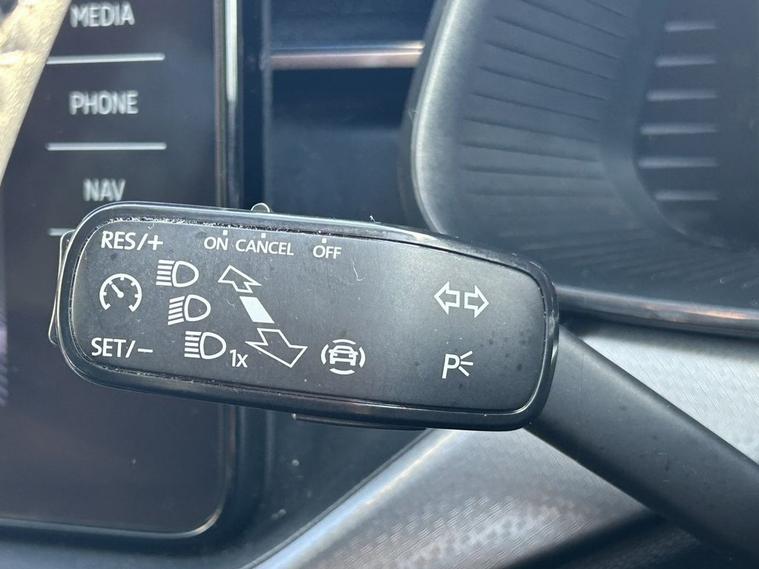 MEDIA
PHONE
NAV
RES/+
ON CANCEL OFF
SET/-
1x
P